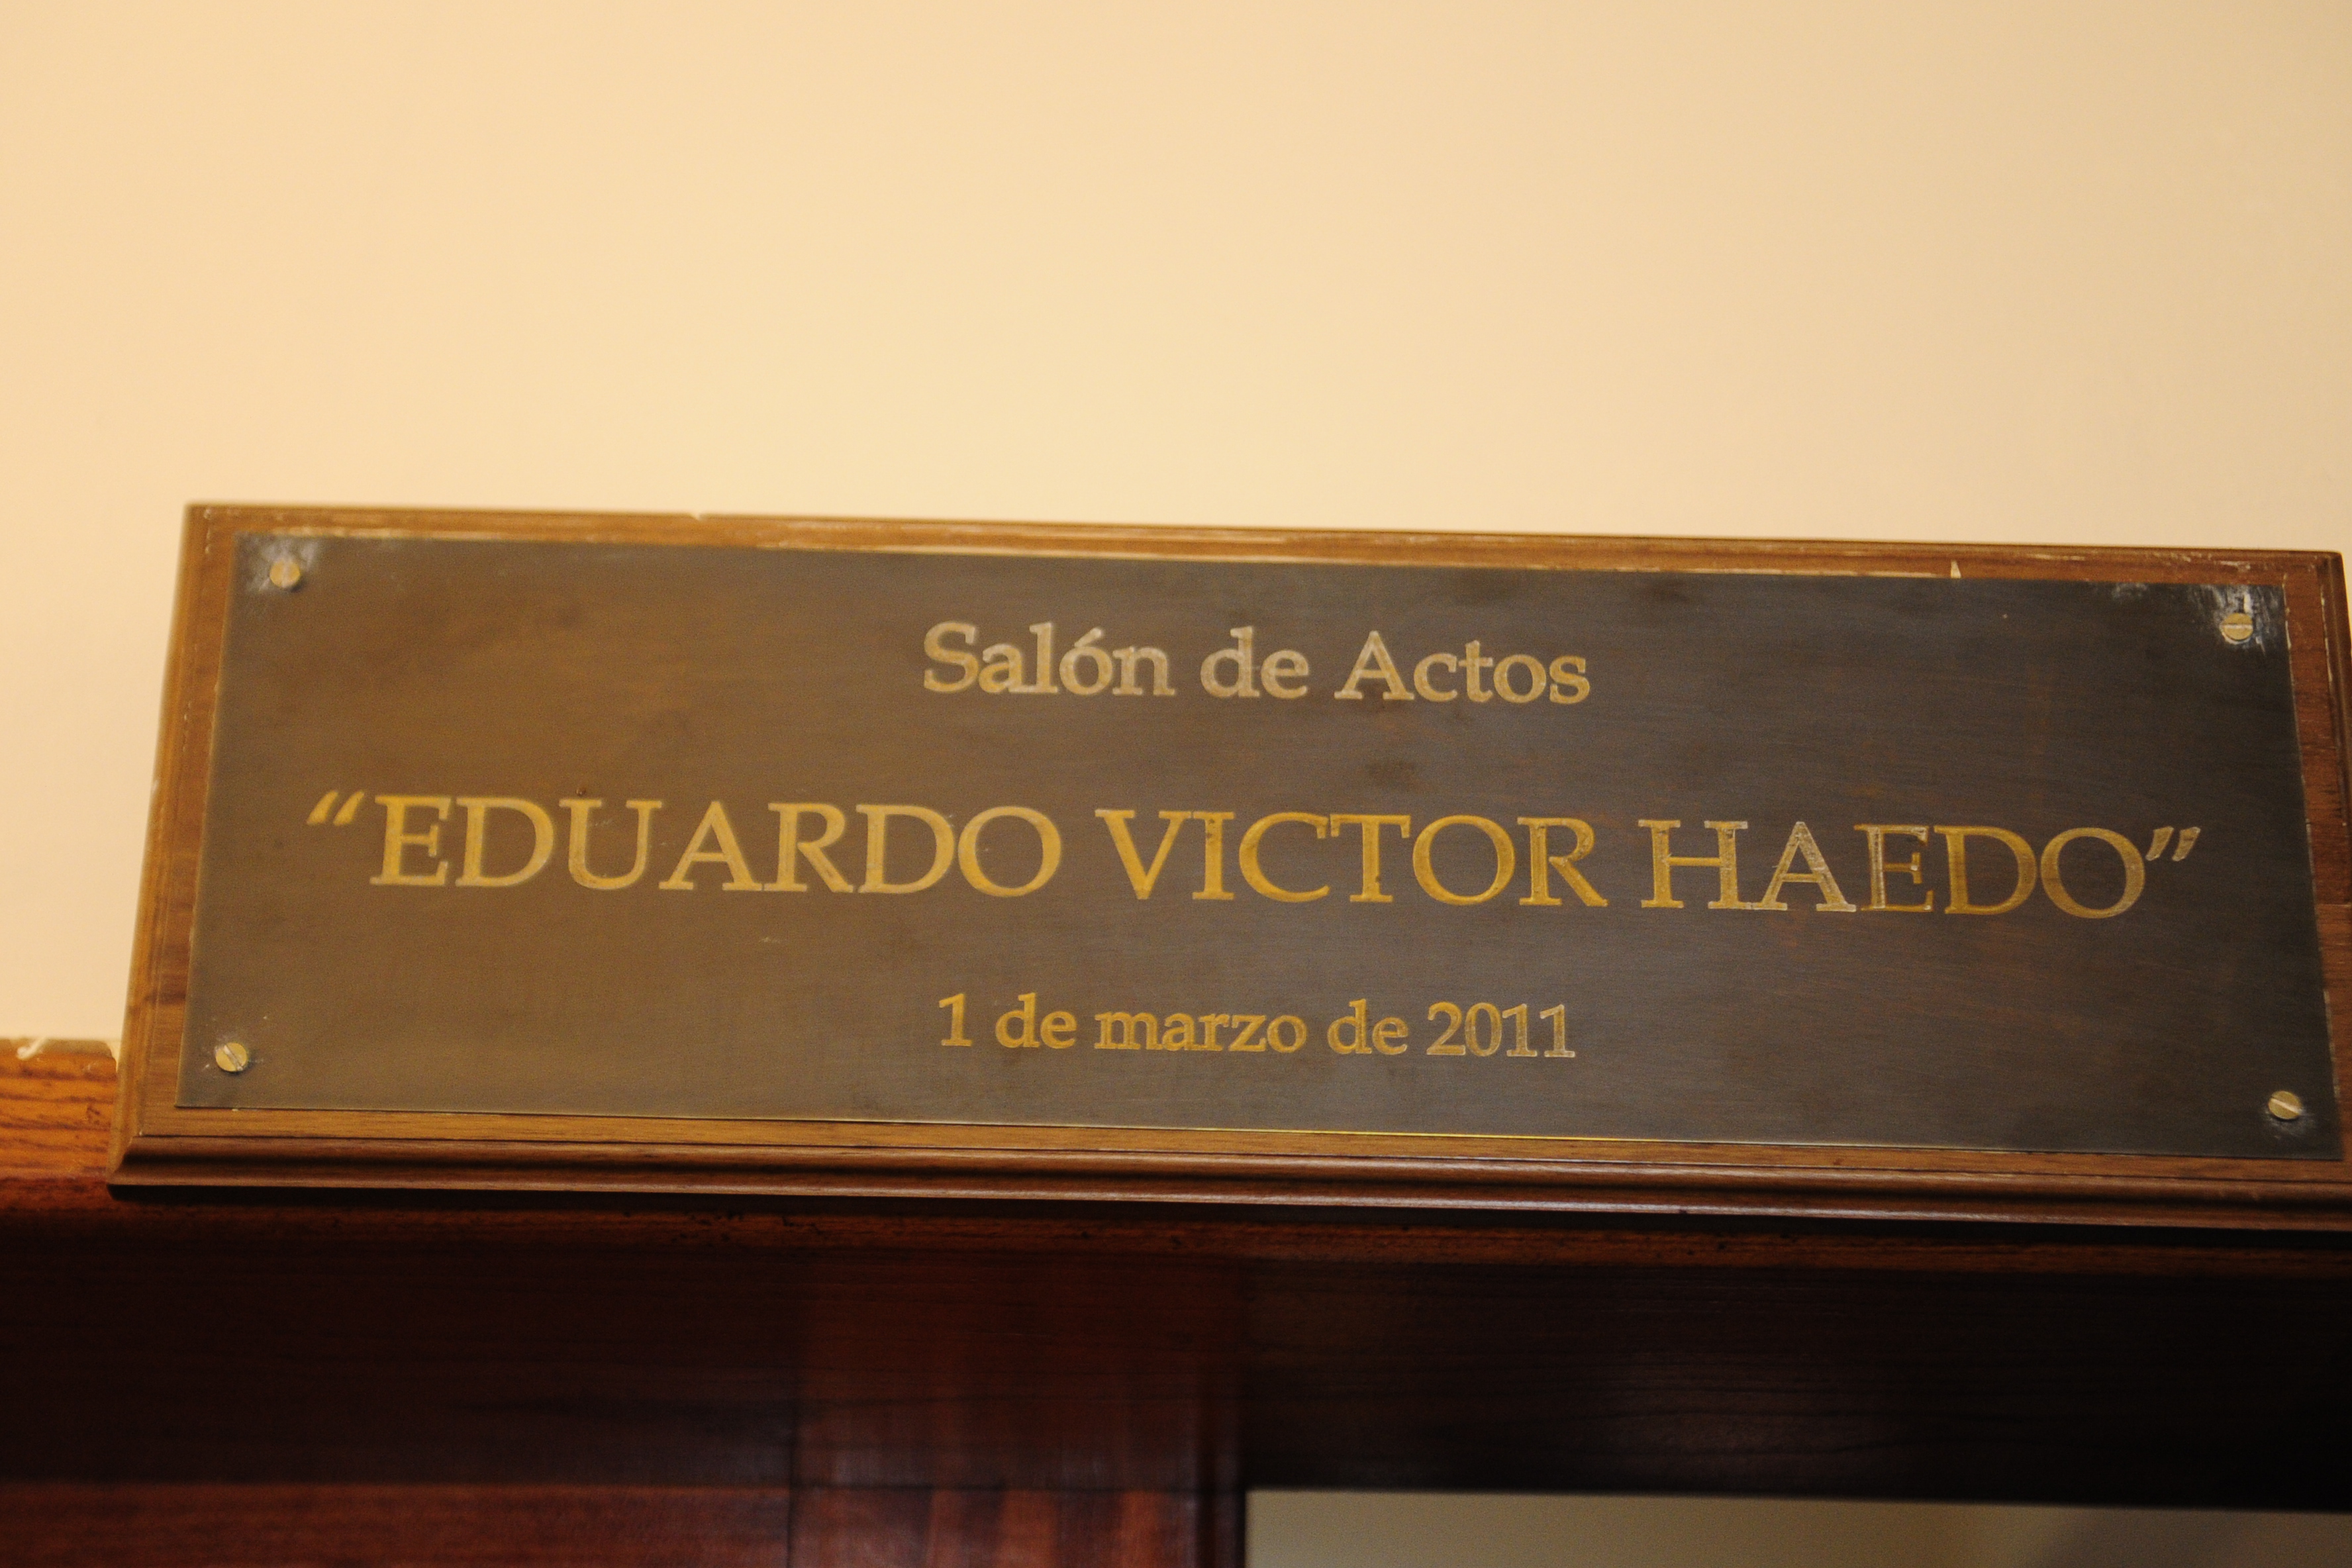 Salón de Actos
“EDUARDO VICTOR HAEDO”
1 de marzo de 2011